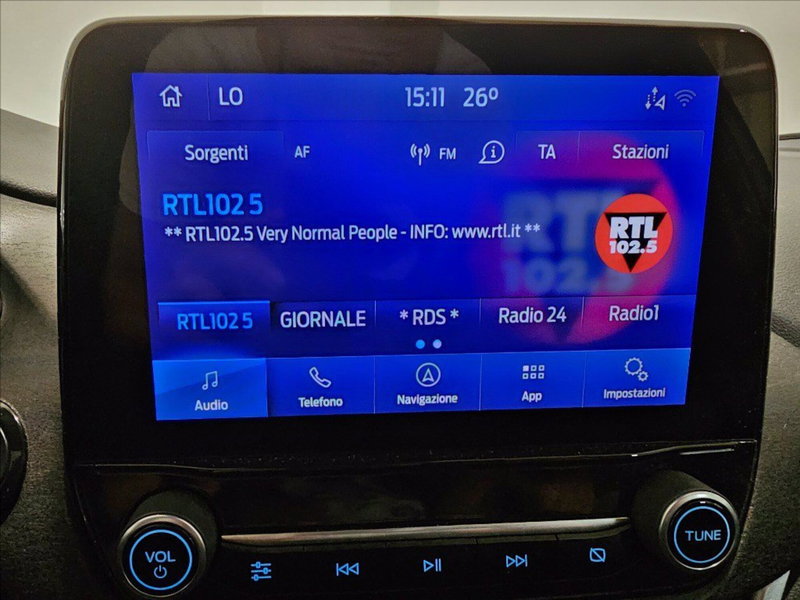 LO 15:11 26º
Sorgenti AF FM TA Stazioni
RTL102 5
** RTL102.5 Very Normal People - INFO: www.rtl.it **
RTL
102.5
RTL102 5 GIORNALE * RDS * Radio 24 Radio1
Audio Telefono Navigazione App Impostazioni
VOL TUNE